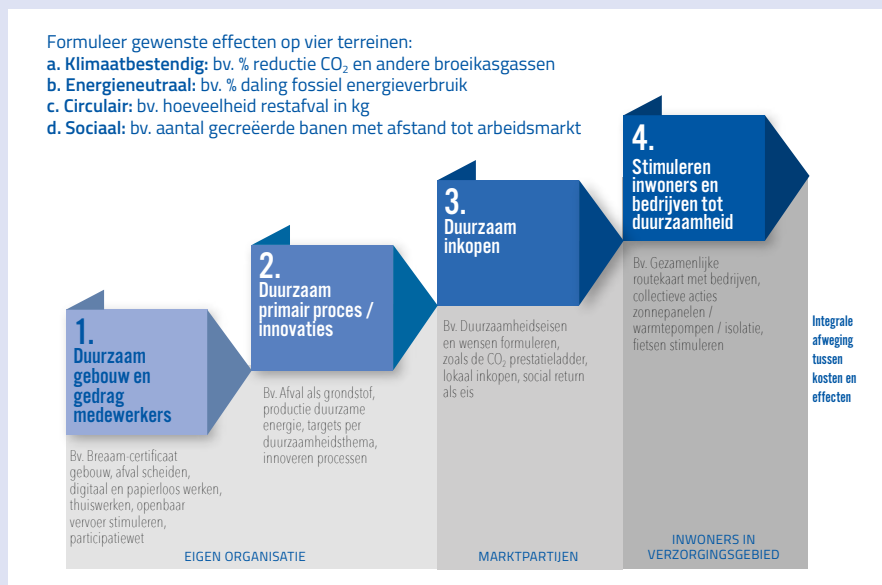 Formuleer gewenste effecten op vier terreinen:
a. Klimaatbestendig: bv. % reductie CO₂ en andere broeikasgassen
b. Energieneutraal: bv. % daling fossiel energieverbruik
c. Circulair: bv. hoeveelheid restafval in kg
d. Sociaal: bv. aantal gecreëerde banen met afstand tot arbeidsmarkt
1.
Duurzaam
gebouw en
gedrag
medewerkers
Bv. Breaam-certificaat
gebouw, afval scheiden,
digitaal en papierloos werken,
thuiswerken, openbaar
vervoer stimuleren,
participatiewet
2.
Duurzaam
primair proces /
innovaties
Bv. Afval als grondstof,
productie duurzame
energie, targets per
duurzaamheidsthema,
innoveren processen
EIGEN ORGANISATIE
3.
Duurzaam
inkopen
Bv. Duurzaamheidseisen
en wensen formuleren,
zoals de CO₂ prestatieladder,
lokaal inkopen, social return
als eis
MARKTPARTIJEN
4.
Stimuleren
inwoners en
bedrijven tot
duurzaamheid
Bv. Gezamenlijke
routekaart met bedrijven,
collectieve acties
zonnepanelen /
warmtepompen / isolatie,
fietsen stimuleren
INWONERS IN
VERZORGINGSGEBIED
Integrale
afweging
tussen
kosten en
effecten